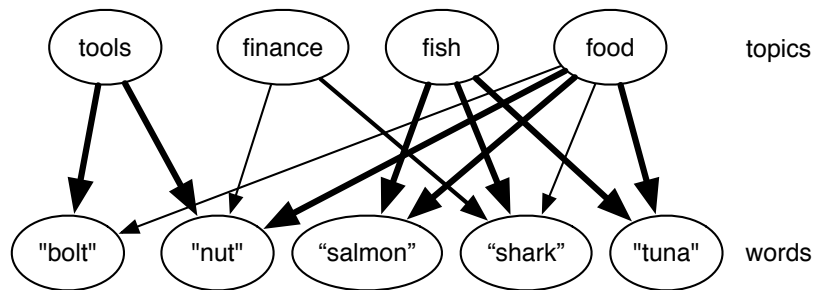 tools finance fish food topics
"bolt" "nut" “salmon” “shark” "tuna" words